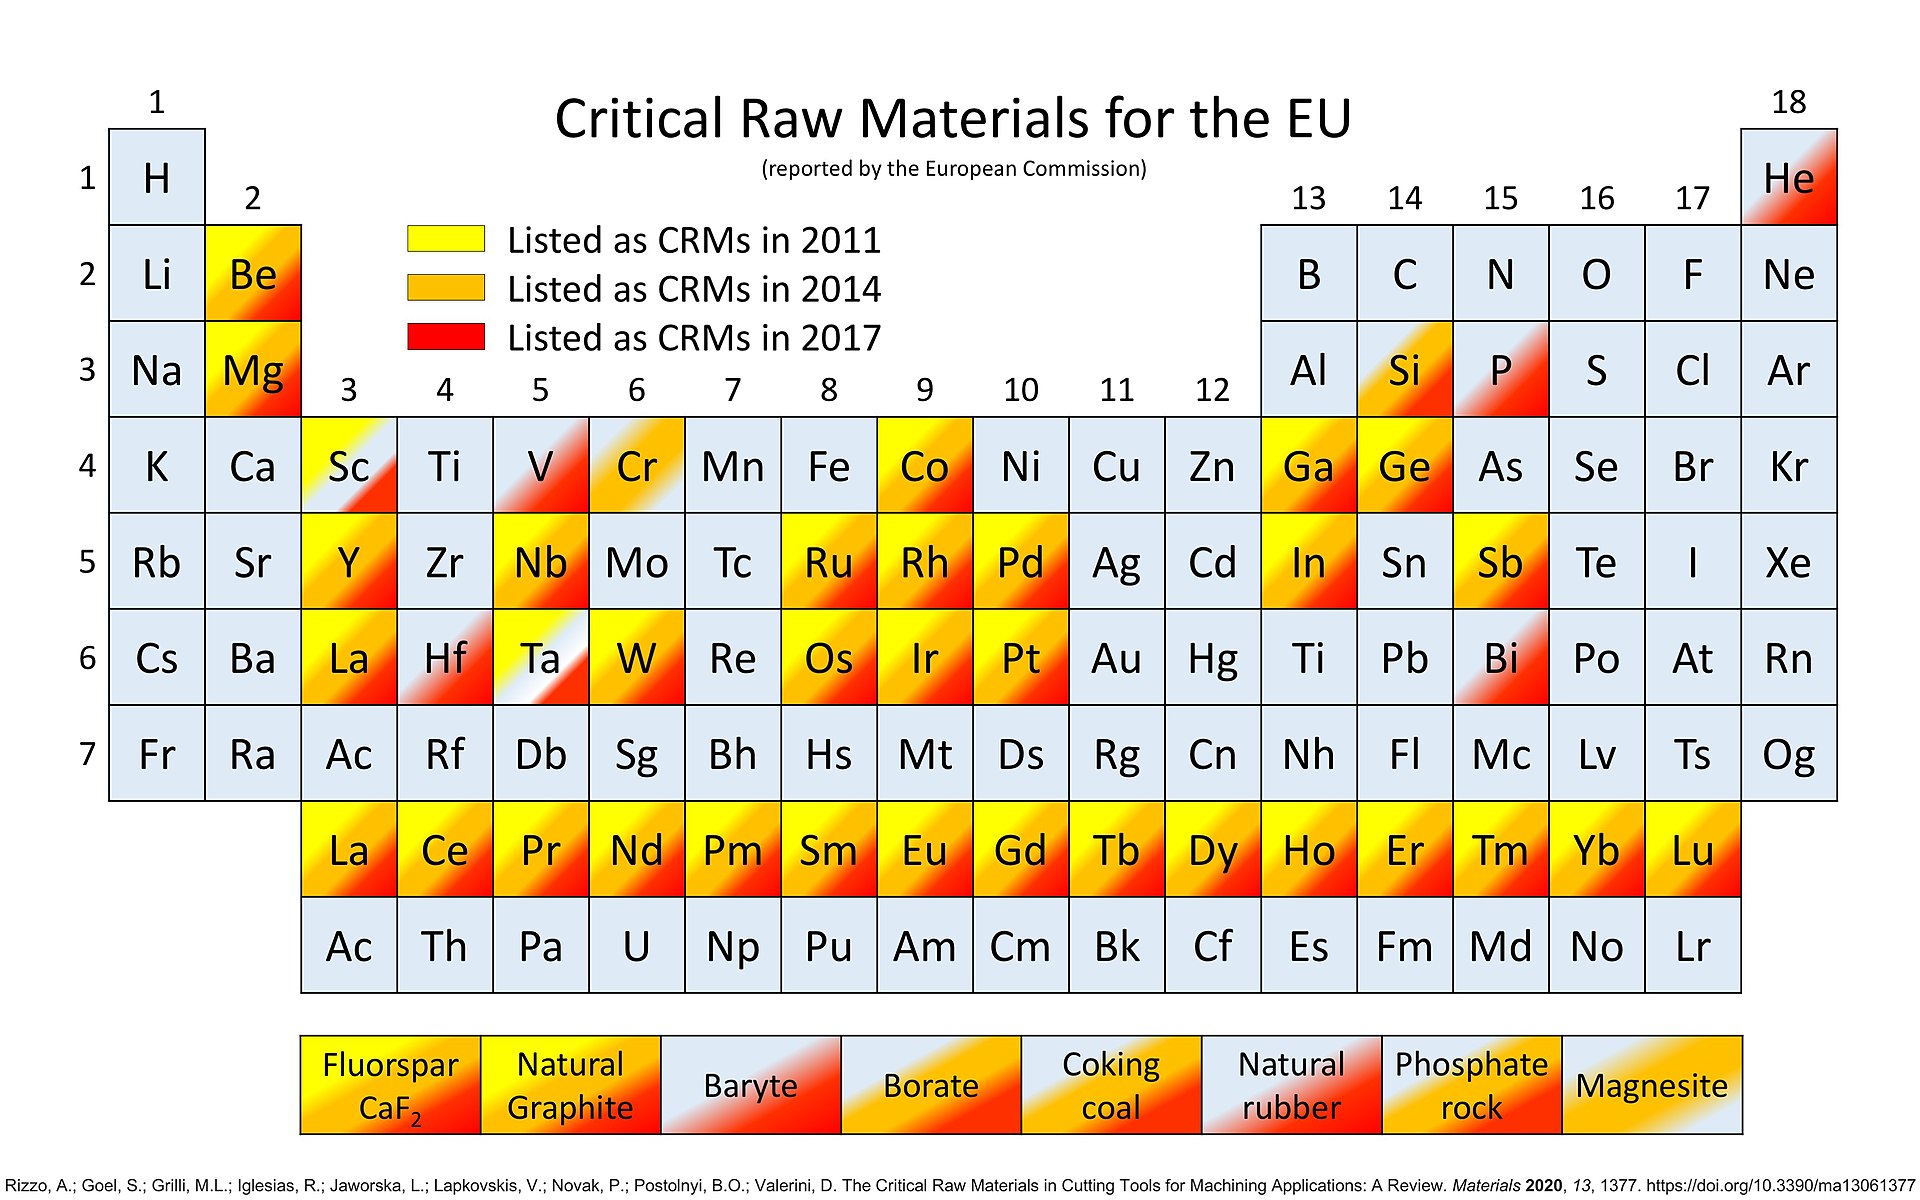 Critical Raw Materials for the EU
(reported by the European Commission)
1 18
H He
1
2 13 14 15 16 17
Listed as CRMs in 2011
Listed as CRMs in 2014
Listed as CRMs in 2017
2 Li Be B C N O F Ne
3 Na Mg Al Si P S Cl Ar
3 4 5 6 7 8 9 10 11 12
4 K Ca Sc Ti V Cr Mn Fe Co Ni Cu Zn Ga Ge As Se Br Kr
5 Rb Sr Y Zr Nb Mo Tc Ru Rh Pd Ag Cd In Sn Sb Te I Xe
6 Cs Ba La Hf Ta W Re Os Ir Pt Au Hg Ti Pb Bi Po At Rn
7 Fr Ra Ac Rf Db Sg Bh Hs Mt Ds Rg Cn Nh Fl Mc Lv Ts Og
La Ce Pr Nd Pm Sm Eu Gd Tb Dy Ho Er Tm Yb Lu
Ac Th Pa U Np Pu Am Cm Bk Cf Es Fm Md No Lr
Fluorspar
CaF₂
Natural
Graphite
Baryte
Borate
Coking
coal
Natural
rubber
Phosphate
rock
Magnesite
Rizzo, A.; Goel, S.; Grilli, M.L.; Iglesias, R.; Jaworska, L.; Lapkovskis, V.; Novak, P.; Postolnyi, B.O.; Valerini, D. The Critical Raw Materials in Cutting Tools for Machining Applications: A Review. Materials 2020, 13, 1377. https://doi.org/10.3390/ma13061377